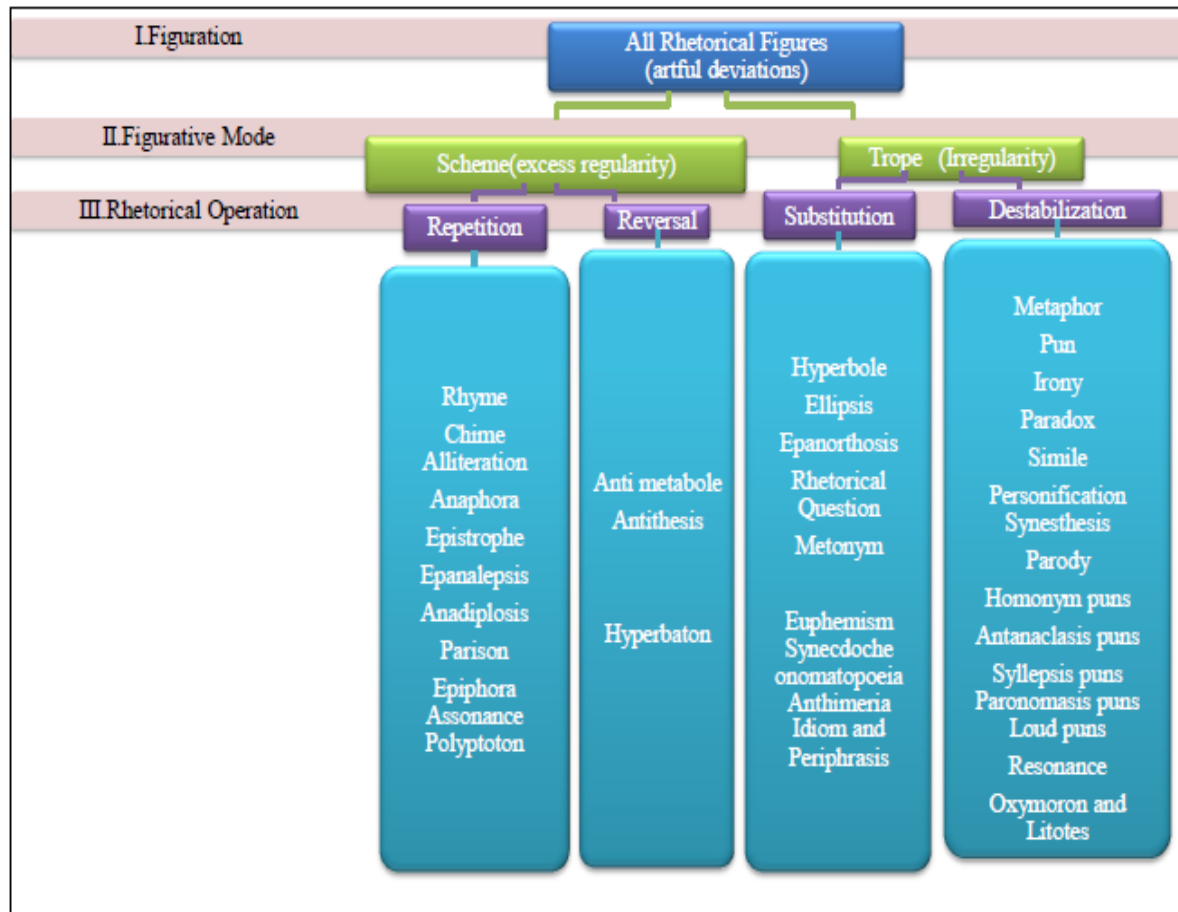 I.Figuration
All Rhetorical Figures
(artful deviations)
II.Figurative Mode
Scheme(excess regularity)
Trope (Irregularity)
III.Rhetorical Operation
Repetition
Reversal
Substitution
Destabilization
Rhyme
Chime
Alliteration
Anaphora
Epistrophe
Epanalepsis
Anadiplosis
Parison
Epiphora
Assonance
Polyptoton
Anti metabole
Antithesis
Hyperbaton
Hyperbole
Ellipsis
Epanorthosis
Rhetorical
Question
Metonym
Euphemism
Synecdoche
onomatopoeia
Anthimeria
Idiom and
Periphrasis
Metaphor
Pun
Irony
Paradox
Simile
Personification
Synesthesis
Parody
Homonym puns
Antanaclasis puns
Syllepsis puns
Paronomasis puns
Loud puns
Resonance
Oxymoron and
Litotes